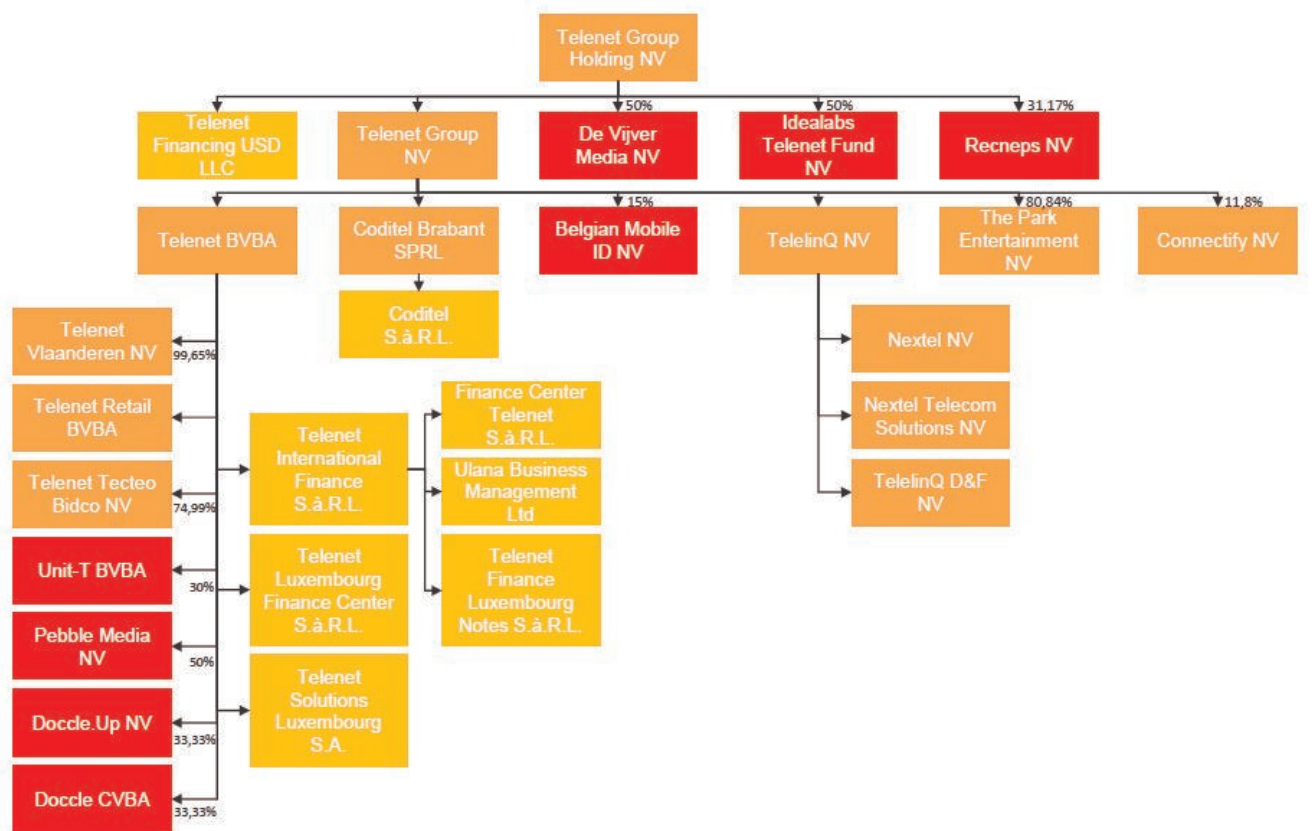 Telenet Group
Holding NV
50%
50%
31,17%
Telenet
Financing USD
LLC
Telenet Group
NV
De Vijver
Media NV
Idealabs
Telenet Fund
NV
Recneps NV
15%
80,84%
11,8%
Telenet BVBA
Coditel Brabant
SPRL
Belgian Mobile
ID NV
TelelinQ NV
The Park
Entertainment
NV
Connectify NV
Coditel
S.à.R.L.
Telenet
Vlaanderen NV
99,65%
Telenet Retail
BVBA
Telenet Tecteo
Bidco NV
74,99%
Unit-T BVBA
30%
Pebble Media
NV
50%
Doccle.Up NV
33,33%
Doccle CVBA
33,33%
Telenet
International
Finance
S.à.R.L.
Telenet
Luxembourg
Finance Center
S.à.R.L.
Telenet
Solutions
Luxembourg
S.A.
Finance Center
Telenet
S.à.R.L.
Ulana Business
Management
Ltd
Telenet
Finance
Luxembourg
Notes S.à.R.L.
Nextel NV
Nextel Telecom
Solutions NV
TelelinQ D&F
NV